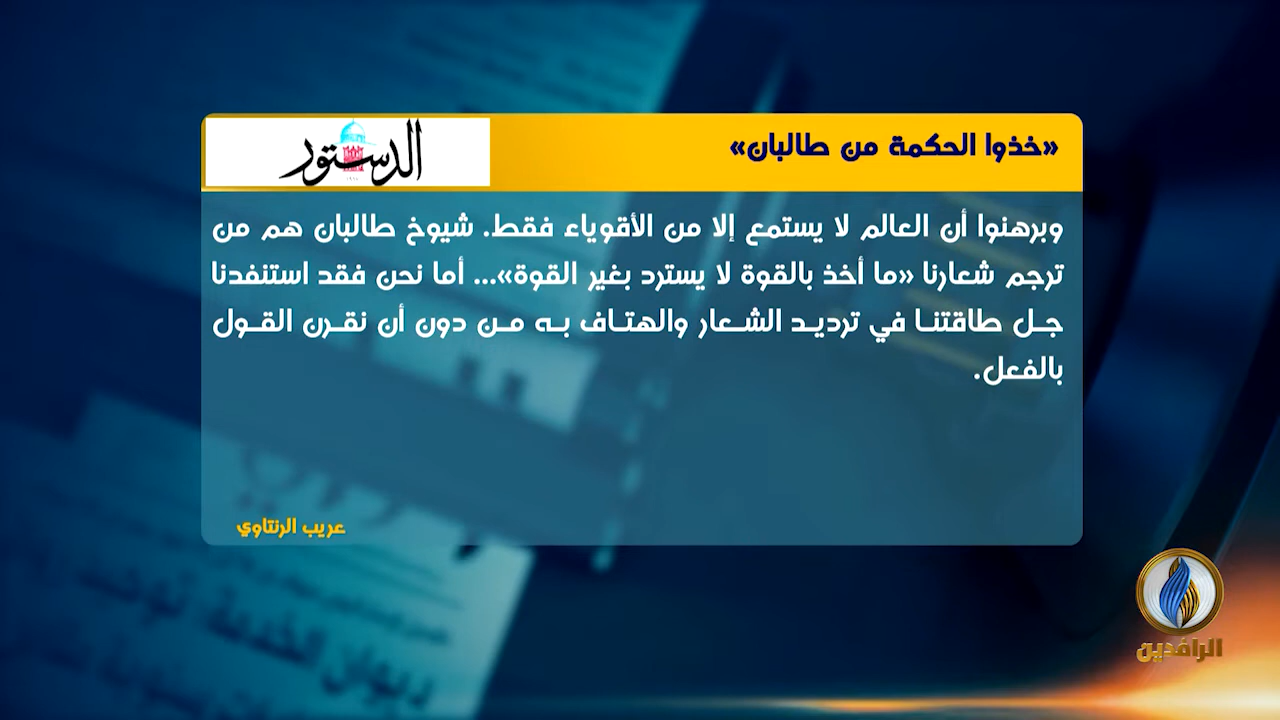 «خذوا الحكمة من طالبان»
الدستور
وبرهنوا أن العالم لا يستمع إلا من الأقوياء فقط. شيوخ طالبان هم من
ترجم شعارنا «ما أخذ بالقوة لا يسترد بغير القوة»... أما نحن فقد استنفدنا
جل طاقتنا في ترديد الشعار والهتاف به من دون أن نقرن القول
بالفعل.
عريب الرنتاوي
الرافدين